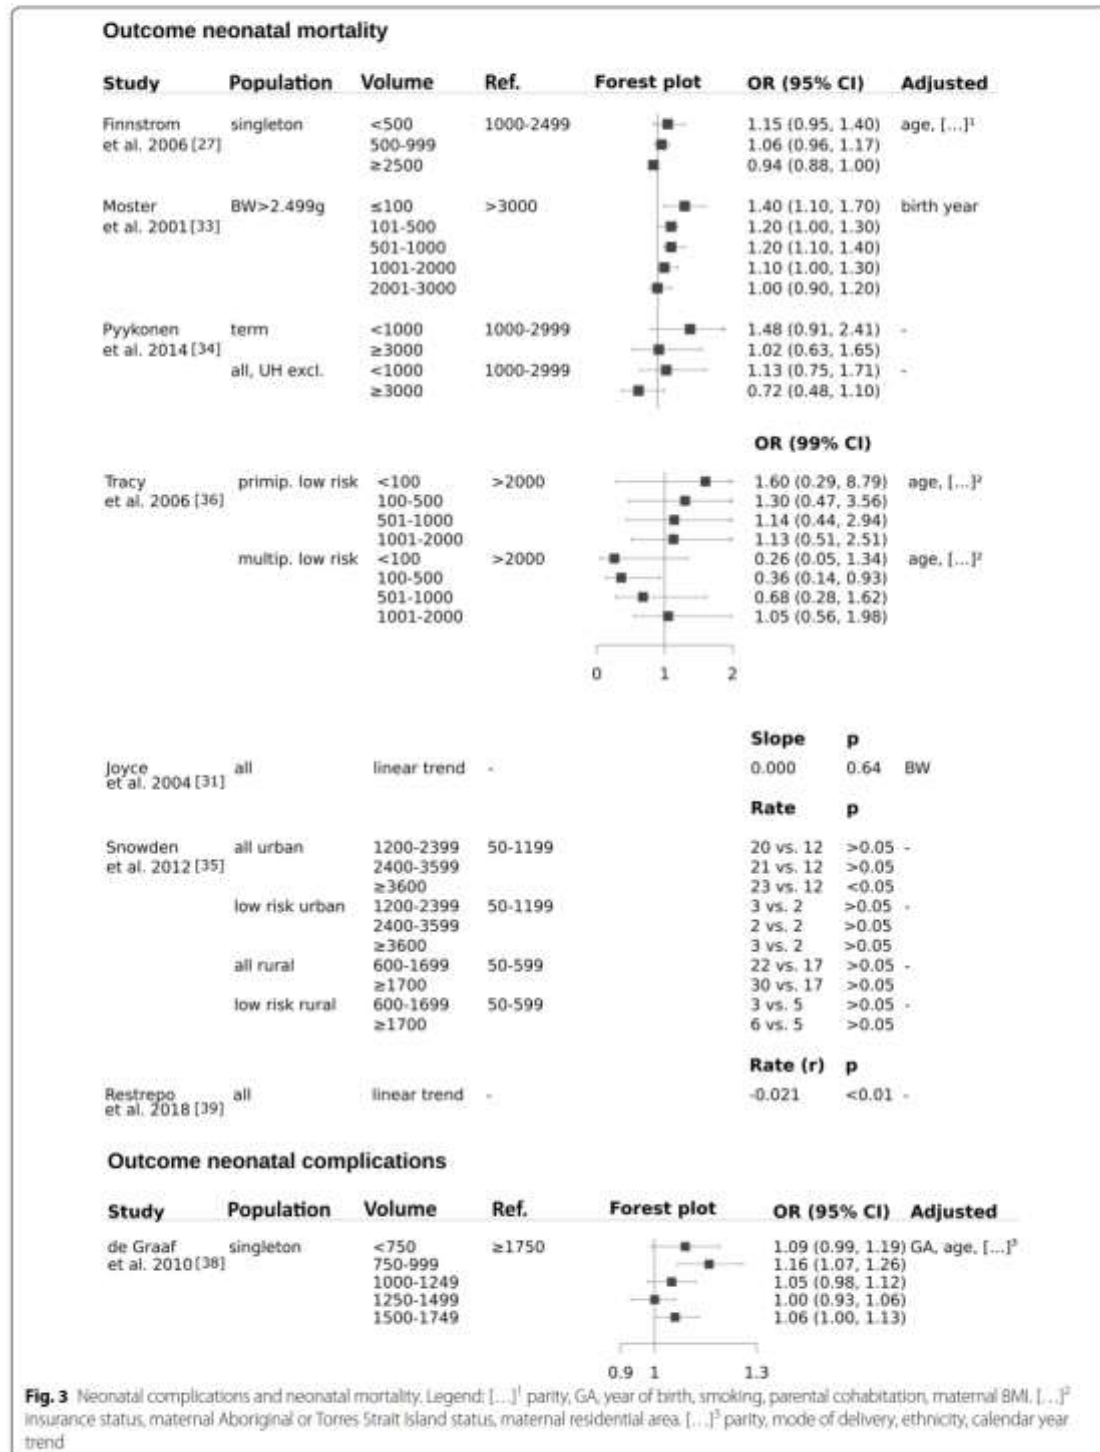 Outcome neonatal mortality
Study Population Volume Ref. Forest plot OR (95% CI) Adjusted
Finnstrom singleton <500 1000-2499 1.15 (0.95, 1.40) age, [...]¹
et al. 2006 [27] 500-999 1.06 (0.96, 1.17)
≥2500 0.94 (0.88, 1.00)
Moster BW>2.499g ≤100 >3000 1.40 (1.10, 1.70) birth year
et al. 2001 [33] 101-500 1.20 (1.00, 1.30)
501-1000 1.20 (1.10, 1.40)
1001-2000 1.10 (1.00, 1.30)
2001-3000 1.00 (0.90, 1.20)
Pyykonen term <1000 1000-2999 1.48 (0.91, 2.41) -
et al. 2014 [34] ≥3000 1.02 (0.63, 1.65)
all, UH excl. <1000 1000-2999 1.13 (0.75, 1.71) -
≥3000 0.72 (0.48, 1.10)
OR (99% CI)
Tracy primip. low risk <100 >2000 1.60 (0.29, 8.79) age, [...]²
et al. 2006 [36] 100-500 1.30 (0.47, 3.56)
501-1000 1.14 (0.44, 2.94)
1001-2000 1.13 (0.51, 2.51)
multip. low risk <100 >2000 0.26 (0.05, 1.34) age, [...]²
100-500 0.36 (0.14, 0.93)
501-1000 0.68 (0.28, 1.62)
1001-2000 1.05 (0.56, 1.98)
0 1 2
Slope p
Joyce all linear trend - 0.000 0.64 BW
et al. 2004 [31]
Rate p
Snowden all urban 1200-2399 50-1199 20 vs. 12 >0.05 -
et al. 2012 [35] 2400-3599 21 vs. 12 >0.05
≥3600 23 vs. 12 <0.05
low risk urban 1200-2399 50-1199 3 vs. 2 >0.05 -
2400-3599 2 vs. 2 >0.05
≥3600 3 vs. 2 >0.05
all rural 600-1699 50-599 22 vs. 17 >0.05 -
≥1700 30 vs. 17 >0.05
low risk rural 600-1699 50-599 3 vs. 5 >0.05 -
≥1700 6 vs. 5 >0.05
Rate (r) p
Restrepo all linear trend - -0.021 <0.01 -
et al. 2018 [39]
Outcome neonatal complications
Study Population Volume Ref. Forest plot OR (95% CI) Adjusted
de Graaf singleton <750 ≥1750 1.09 (0.99, 1.19) GA, age, [...]³
et al. 2010 [38] 750-999 1.16 (1.07, 1.26)
1000-1249 1.05 (0.98, 1.12)
1250-1499 1.00 (0.93, 1.06)
1500-1749 1.06 (1.00, 1.13)
0.9 1 1.3
Fig. 3 Neonatal complications and neonatal mortality. Legend: [...]¹ parity, GA, year of birth, smoking, parental cohabitation, maternal BMI. [...]²
insurance status, maternal Aboriginal or Torres Strait Island status, maternal residential area. [...]³ parity, mode of delivery, ethnicity, calendar year
trend